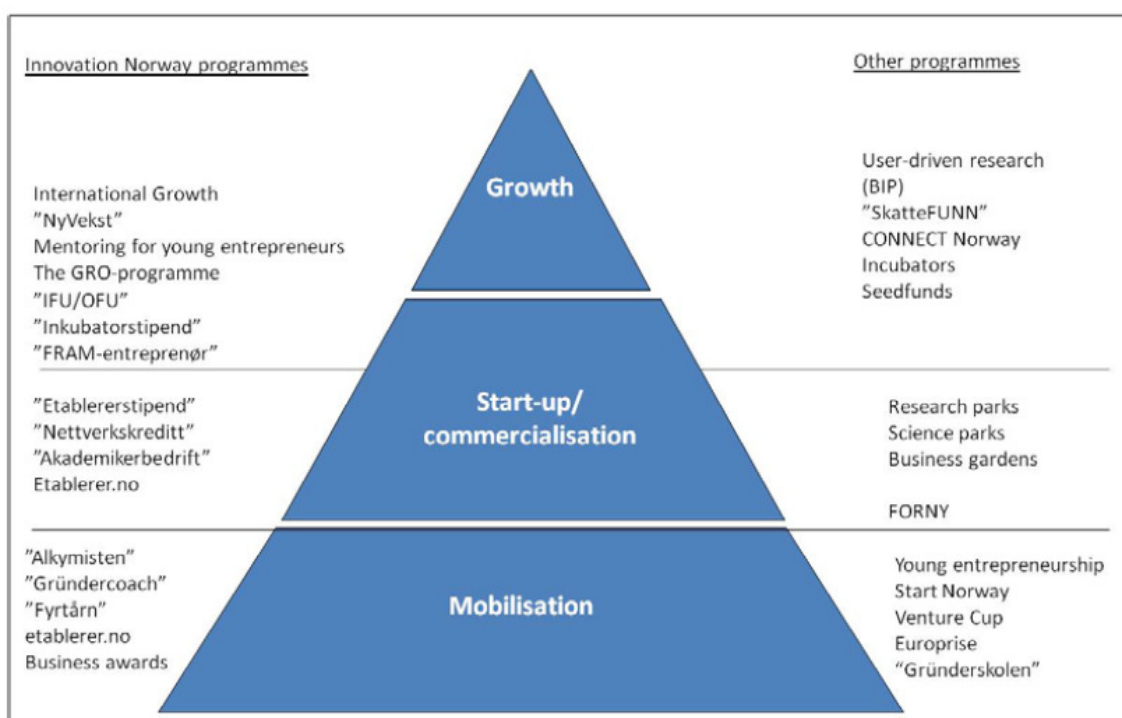 Innovation Norway programmes
Other programmes
International Growth
”NyVekst”
Mentoring for young entrepreneurs
The GRO-programme
”IFU/OFU”
”Inkubatorstipend”
”FRAM-entreprenør”
Growth
User-driven research
(BIP)
”SkatteFUNN”
CONNECT Norway
Incubators
Seedfunds
”Etablererstipend”
”Nettverkskreditt”
”Akademikerbedrift”
Etablerer.no
Start-up/
commercialisation
Research parks
Science parks
Business gardens
FORNY
”Alkymisten”
”Gründercoach”
”Fyrtårn”
etablerer.no
Business awards
Mobilisation
Young entrepreneurship
Start Norway
Venture Cup
Europrise
“Gründerskolen”